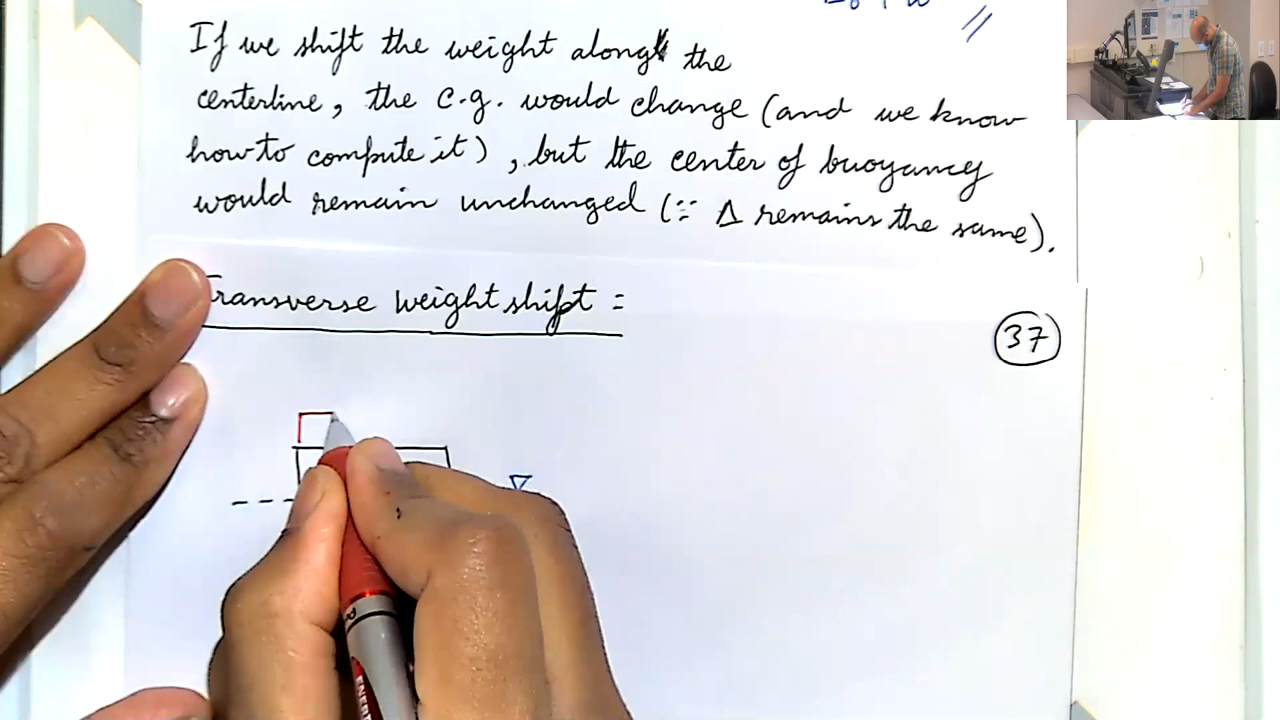 If we shift the weight along the
centerline, the c.g. would change (and we know
how to compute it), but the center of buoyancy
would remain unchanged (∵ Δ remains the same).
Transverse weight shift :
37